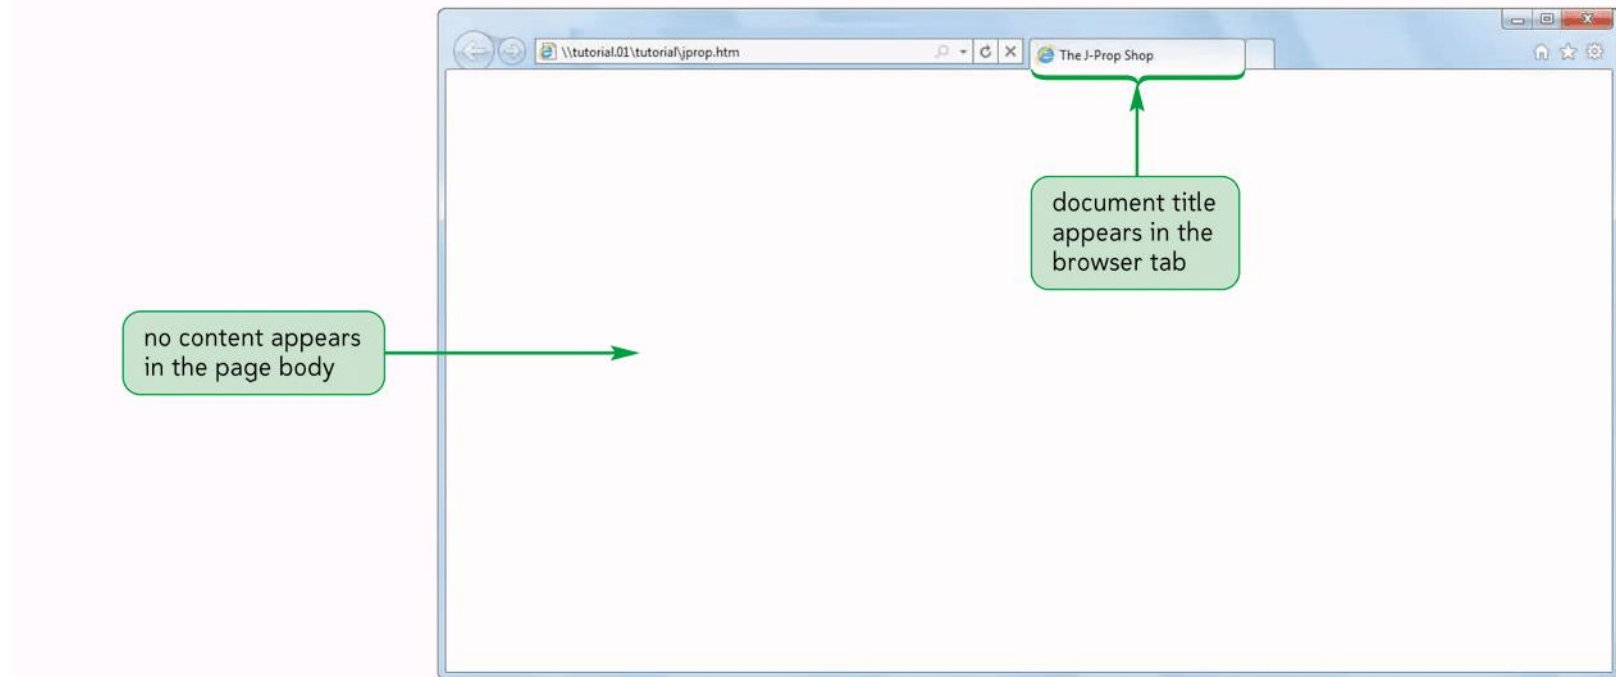 \\tutorial.01\tutorial\jprop.htm
The J-Prop Shop
document title
appears in the
browser tab
no content appears
in the page body